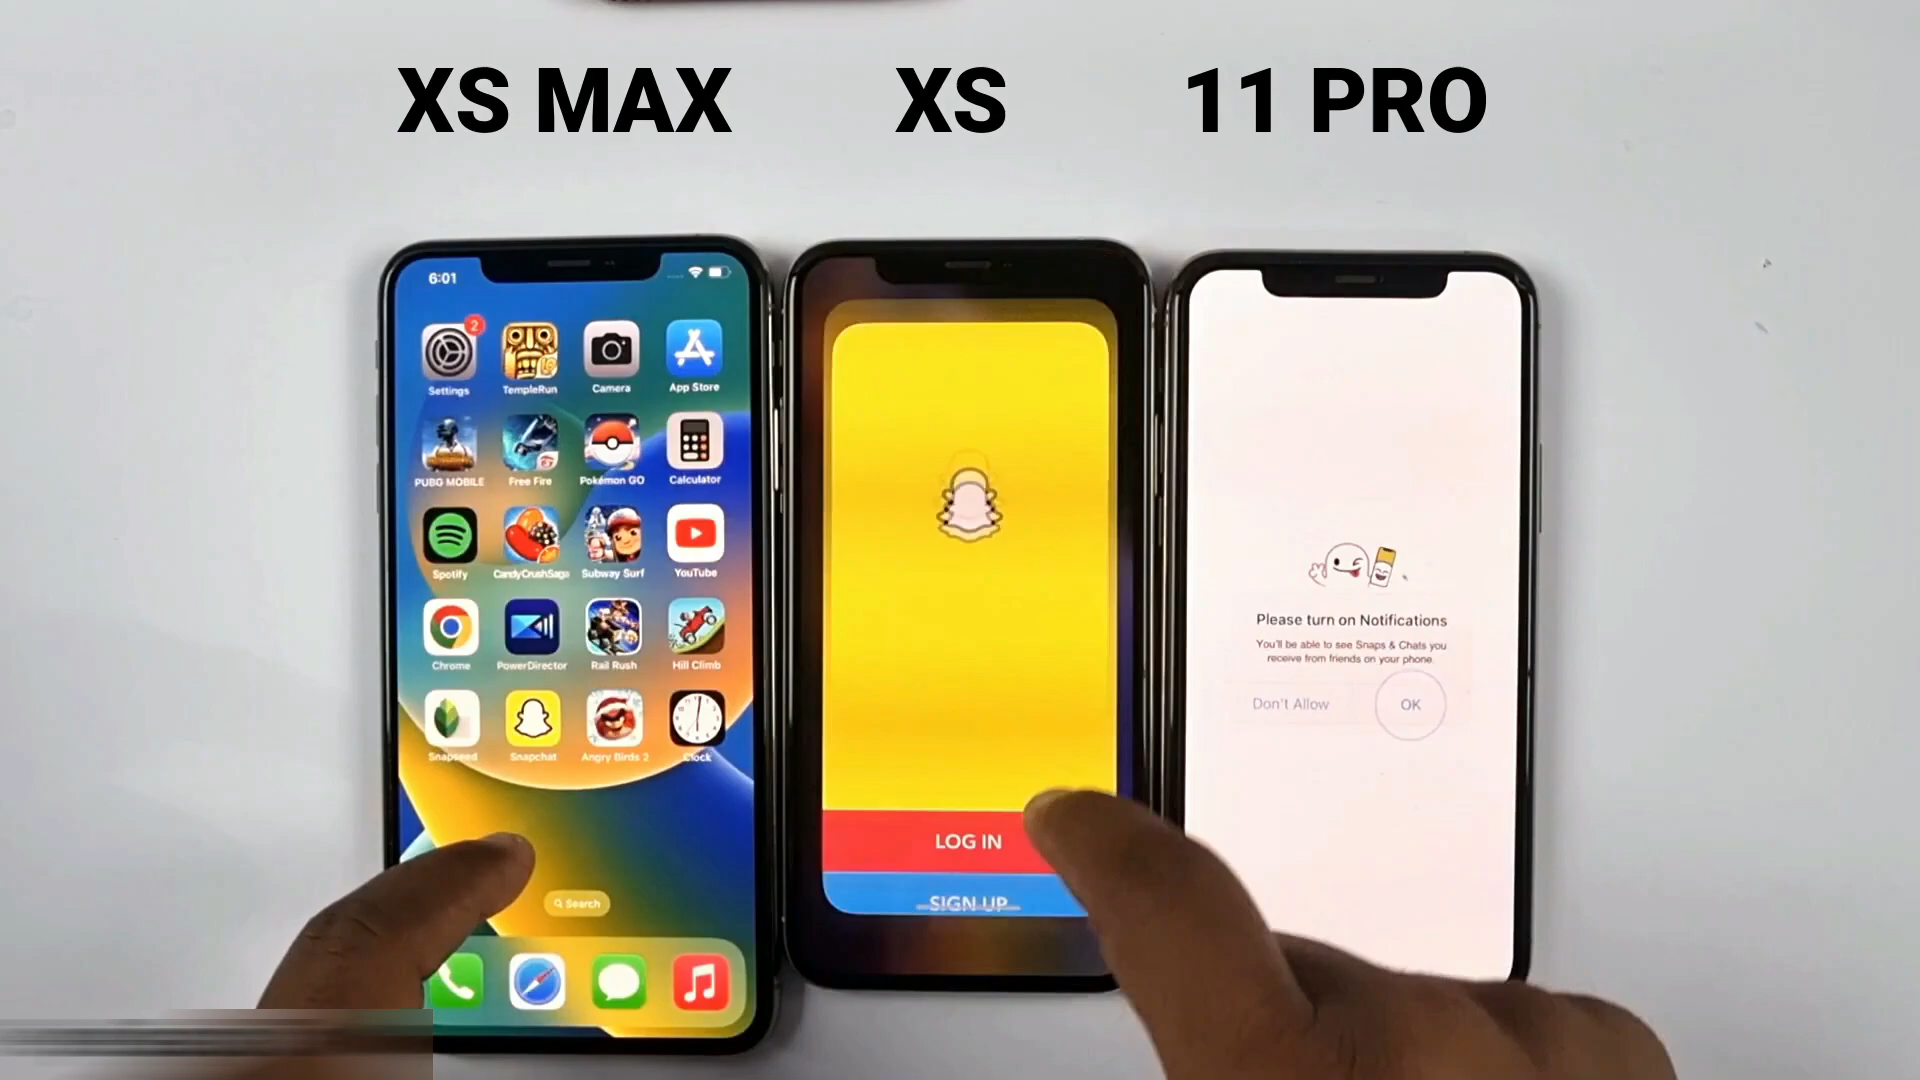 XS MAX XS 11 PRO
6:01
2
Settings TempleRun Camera App Store
PUBG MOBILE Free Fire Pokémon GO Calculator
Spotify CandyCrushSaga Subway Surf YouTube
Chrome PowerDirector Rail Rush Hill Climb
Snapseed Snapchat Angry Birds 2 Clock
Search
LOG IN
SIGN UP
Please turn on Notifications
You'll be able to see Snaps & Chats you
receive from friends on your phone.
Don't Allow OK